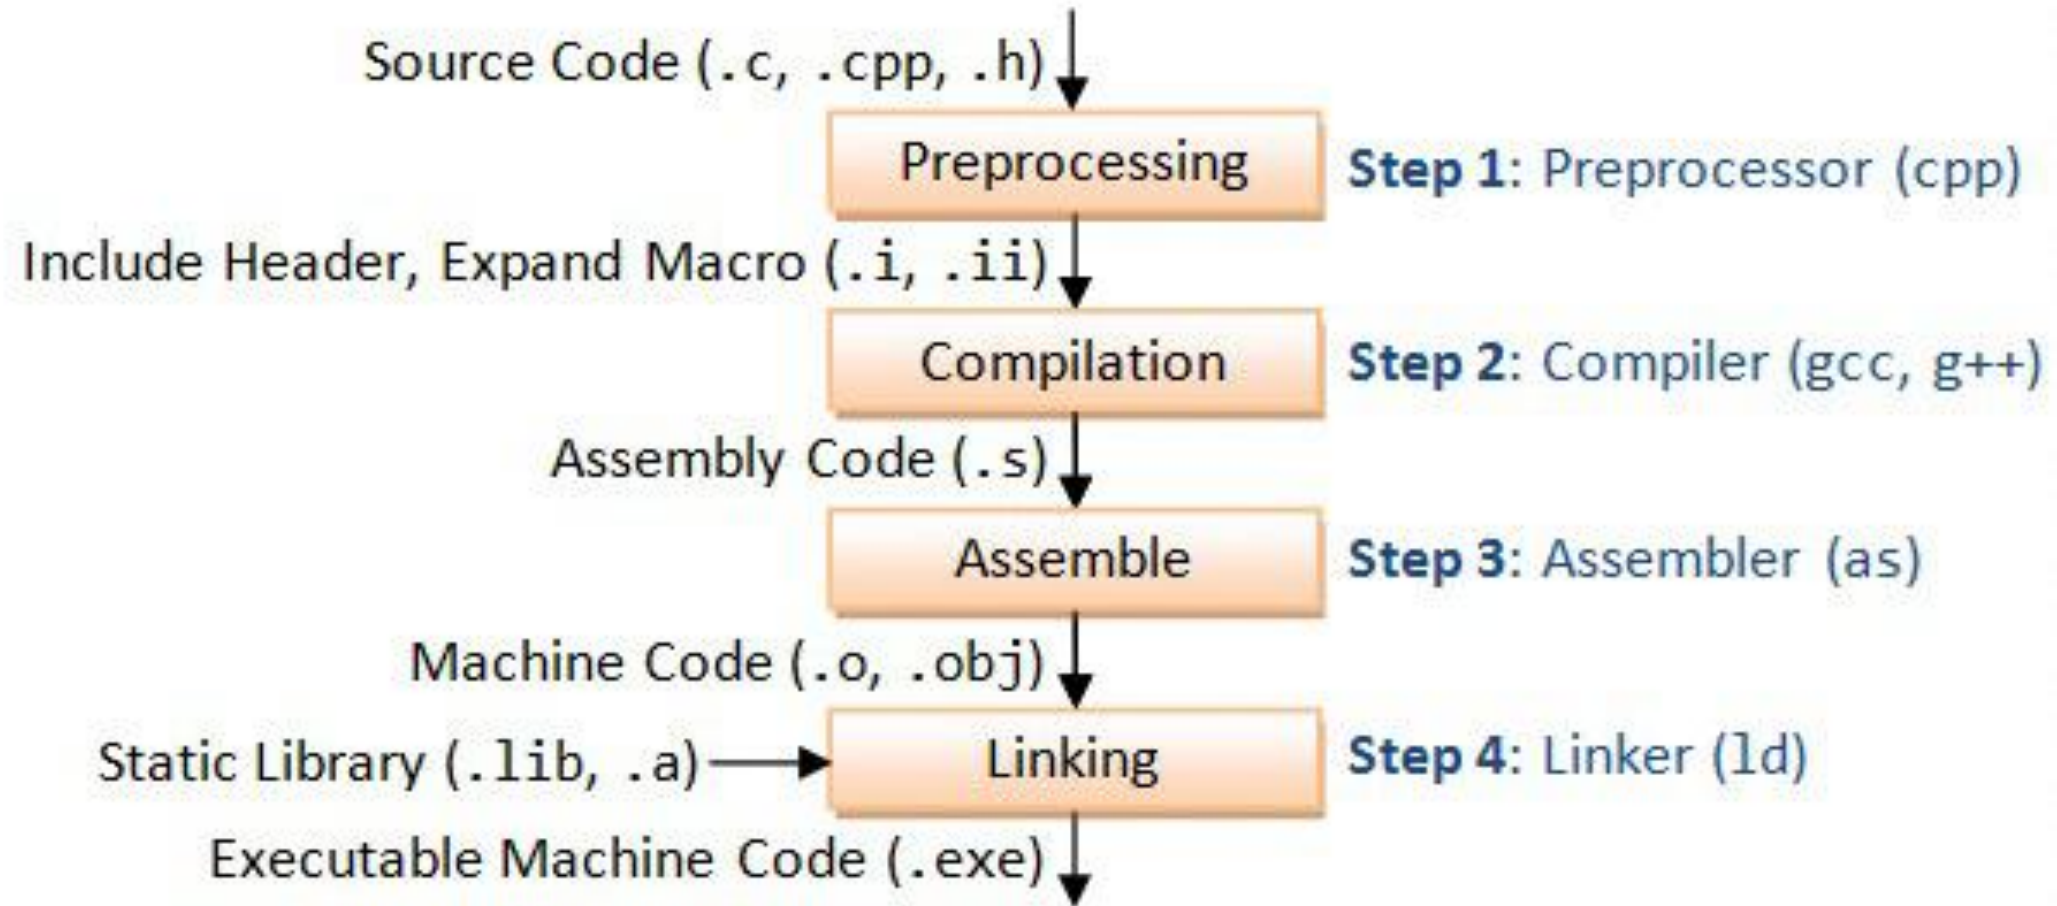 Source Code (.c, .cpp, .h)
Preprocessing
Step 1: Preprocessor (cpp)
Include Header, Expand Macro (.i, .ii)
Compilation
Step 2: Compiler (gcc, g++)
Assembly Code (.s)
Assemble
Step 3: Assembler (as)
Machine Code (.o, .obj)
Static Library (.lib, .a)
Linking
Step 4: Linker (ld)
Executable Machine Code (.exe)